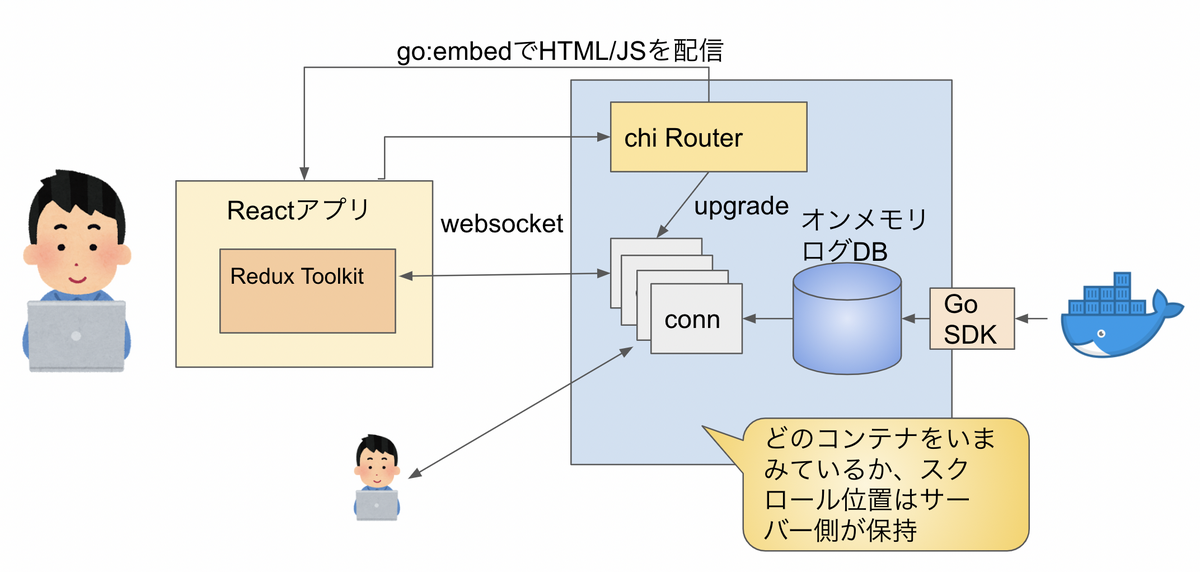 go:embedでHTML/JSを配信
chi Router
Reactアプリ
websocket
upgrade
オンメモリ
ログDB
Redux Toolkit
conn
Go
SDK
どのコンテナをいま
みているか、スク
ロール位置はサー
バー側が保持